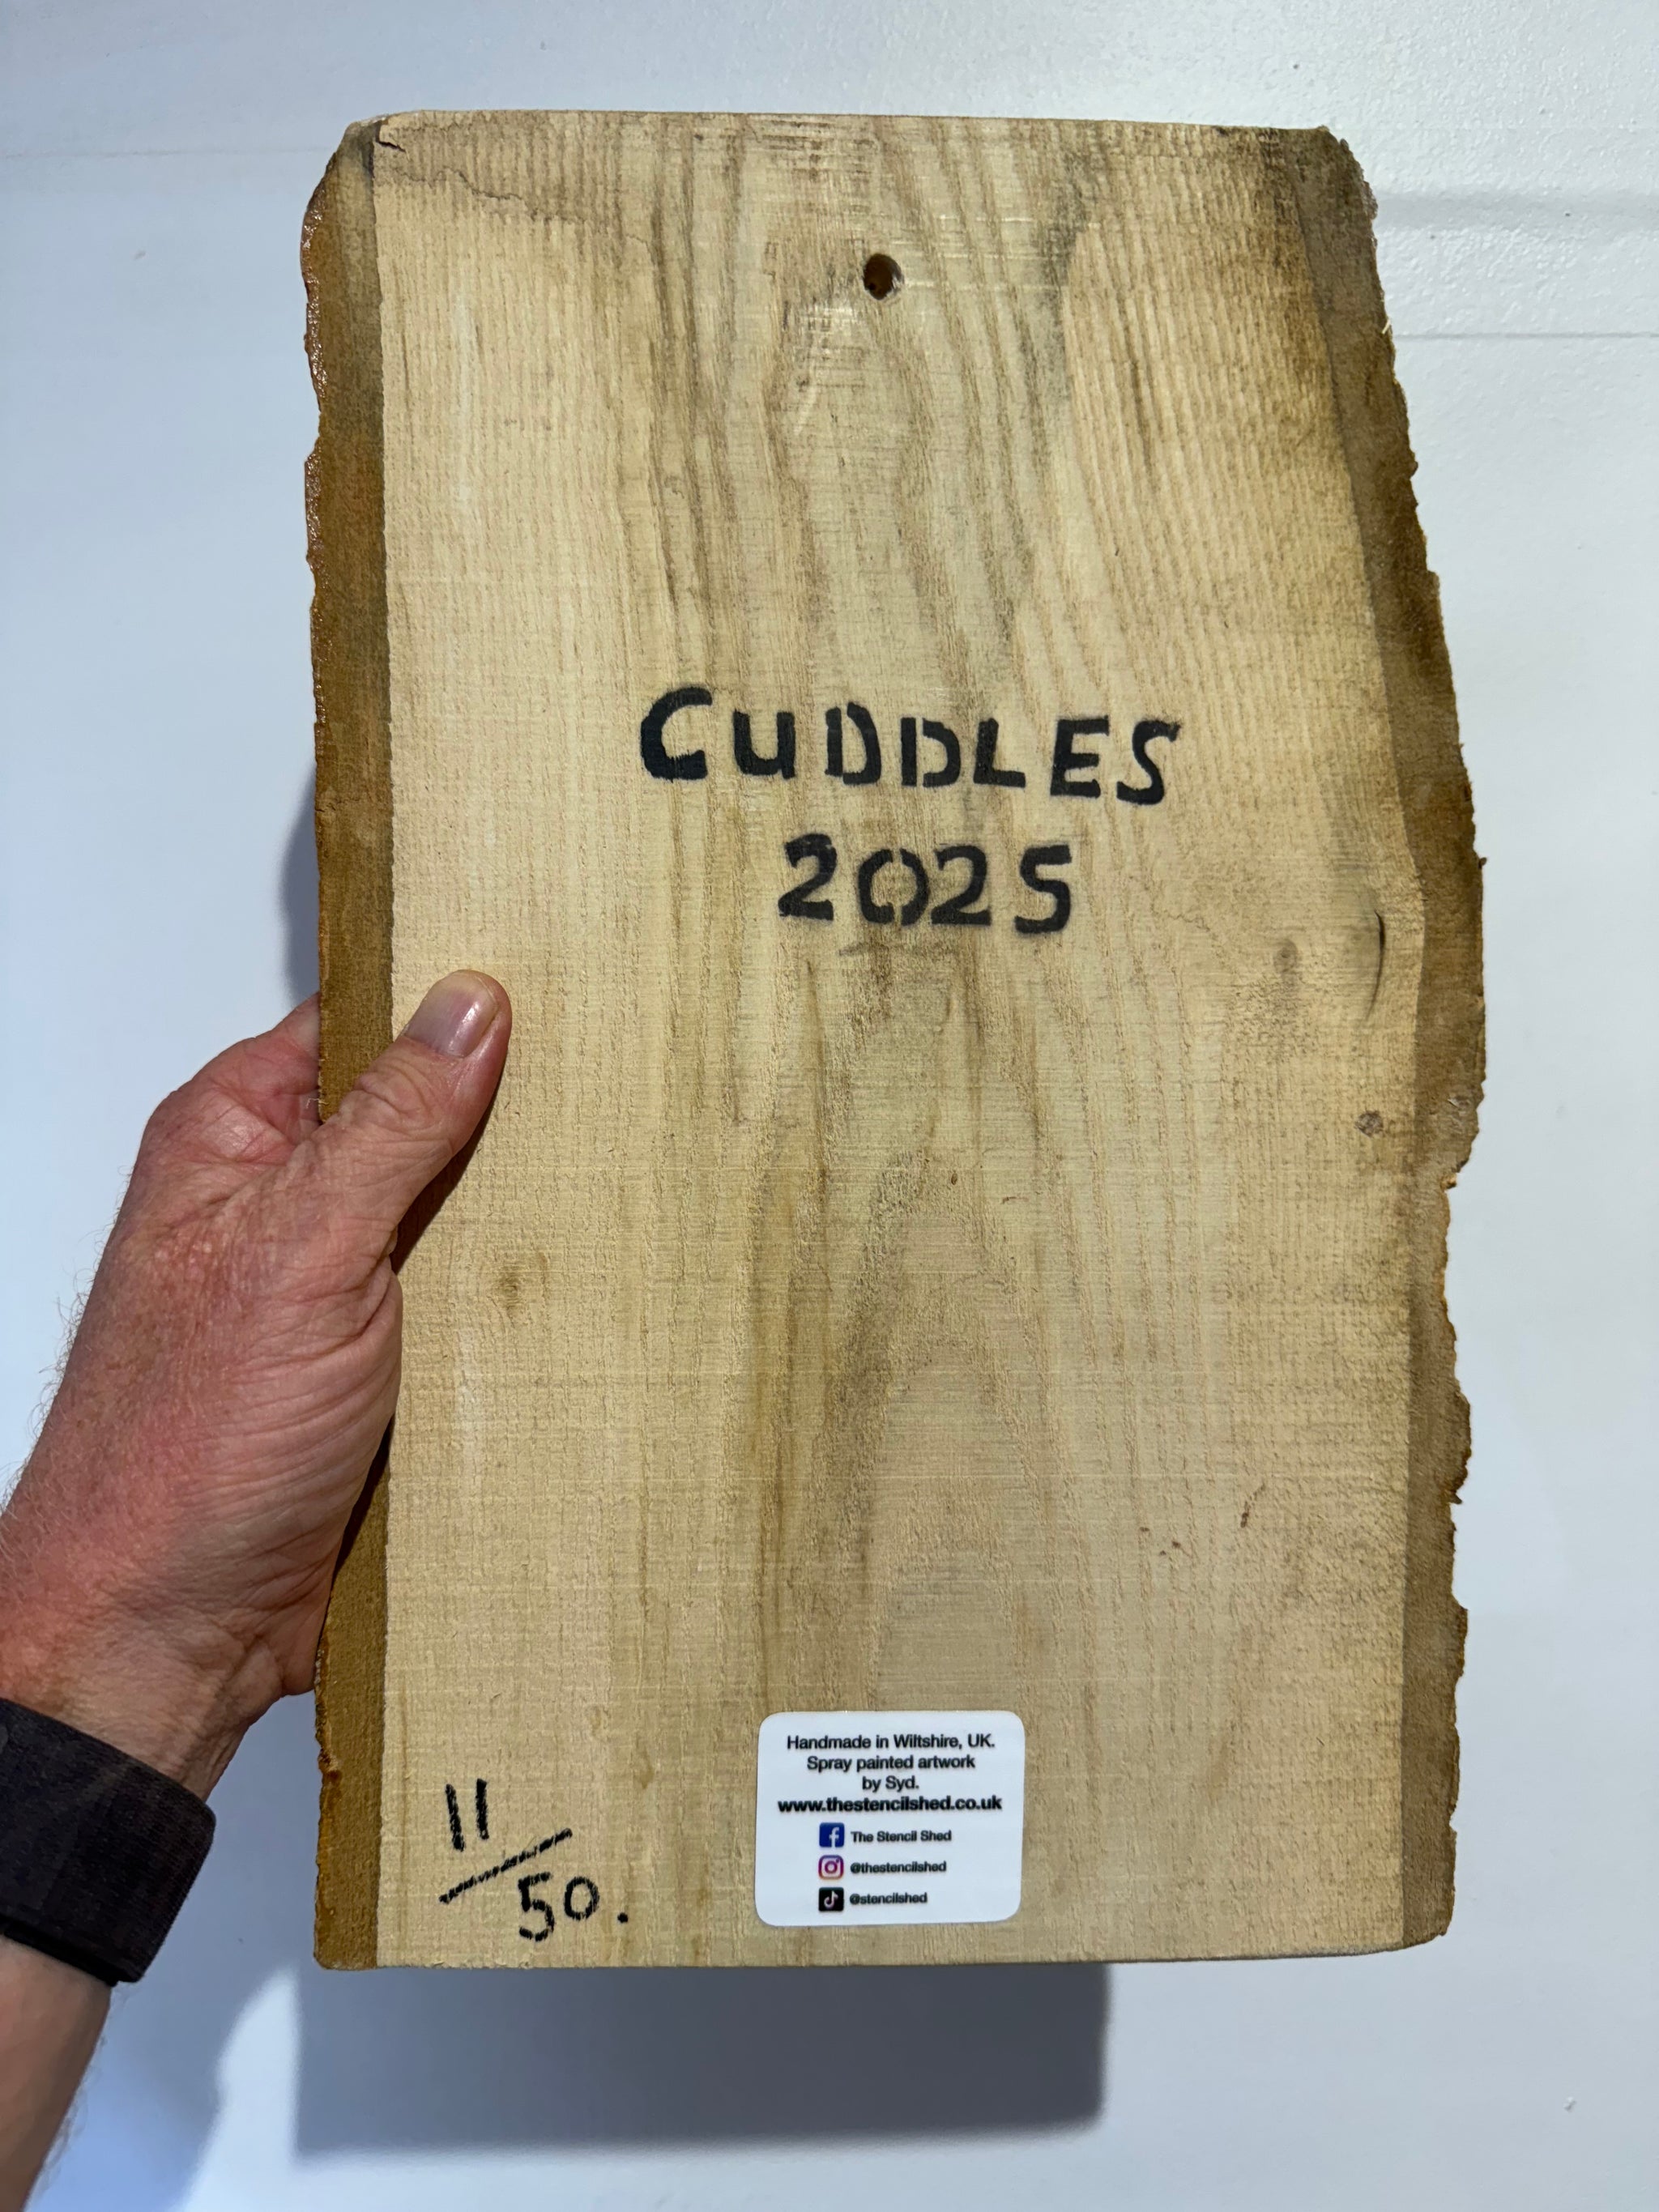 CUDDLES
2025
11/50.
Handmade in Wiltshire, UK.
Spray painted artwork
by Syd.
www.thestencilshed.co.uk
The Stencil Shed
@thestencilshed
@stencilshed